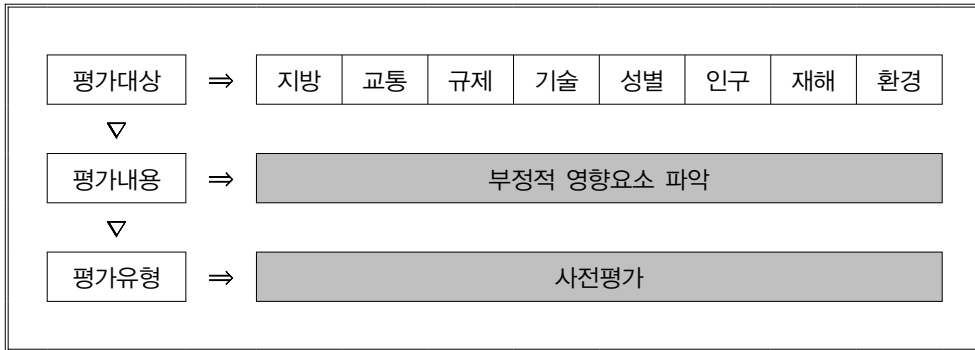 평가대상 ⇒ 지방 교통 규제 기술 성별 인구 재해 환경
▽
평가내용 ⇒ 부정적 영향요소 파악
▽
평가유형 ⇒ 사전평가